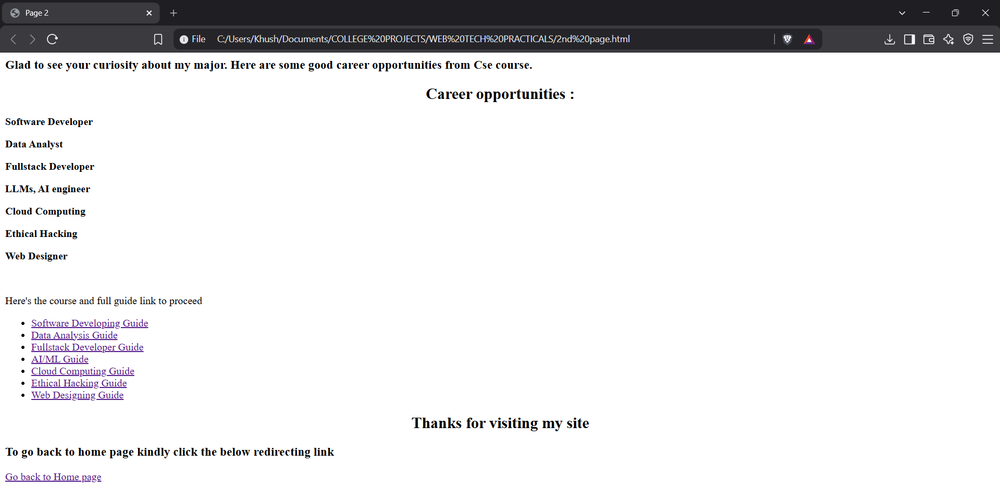 Page 2
File C:/Users/Khush/Documents/COLLEGE%20PROJECTS/WEB%20TECH%20PRACTICALS/2nd%20page.html
Glad to see your curiosity about my major. Here are some good career opportunities from Cse course.
Career opportunities :
Software Developer
Data Analyst
Fullstack Developer
LLMs, AI engineer
Cloud Computing
Ethical Hacking
Web Designer
Here's the course and full guide link to proceed
Software Developing Guide
Data Analysis Guide
Fullstack Developer Guide
AI/ML Guide
Cloud Computing Guide
Ethical Hacking Guide
Web Designing Guide
Thanks for visiting my site
To go back to home page kindly click the below redirecting link
Go back to Home page